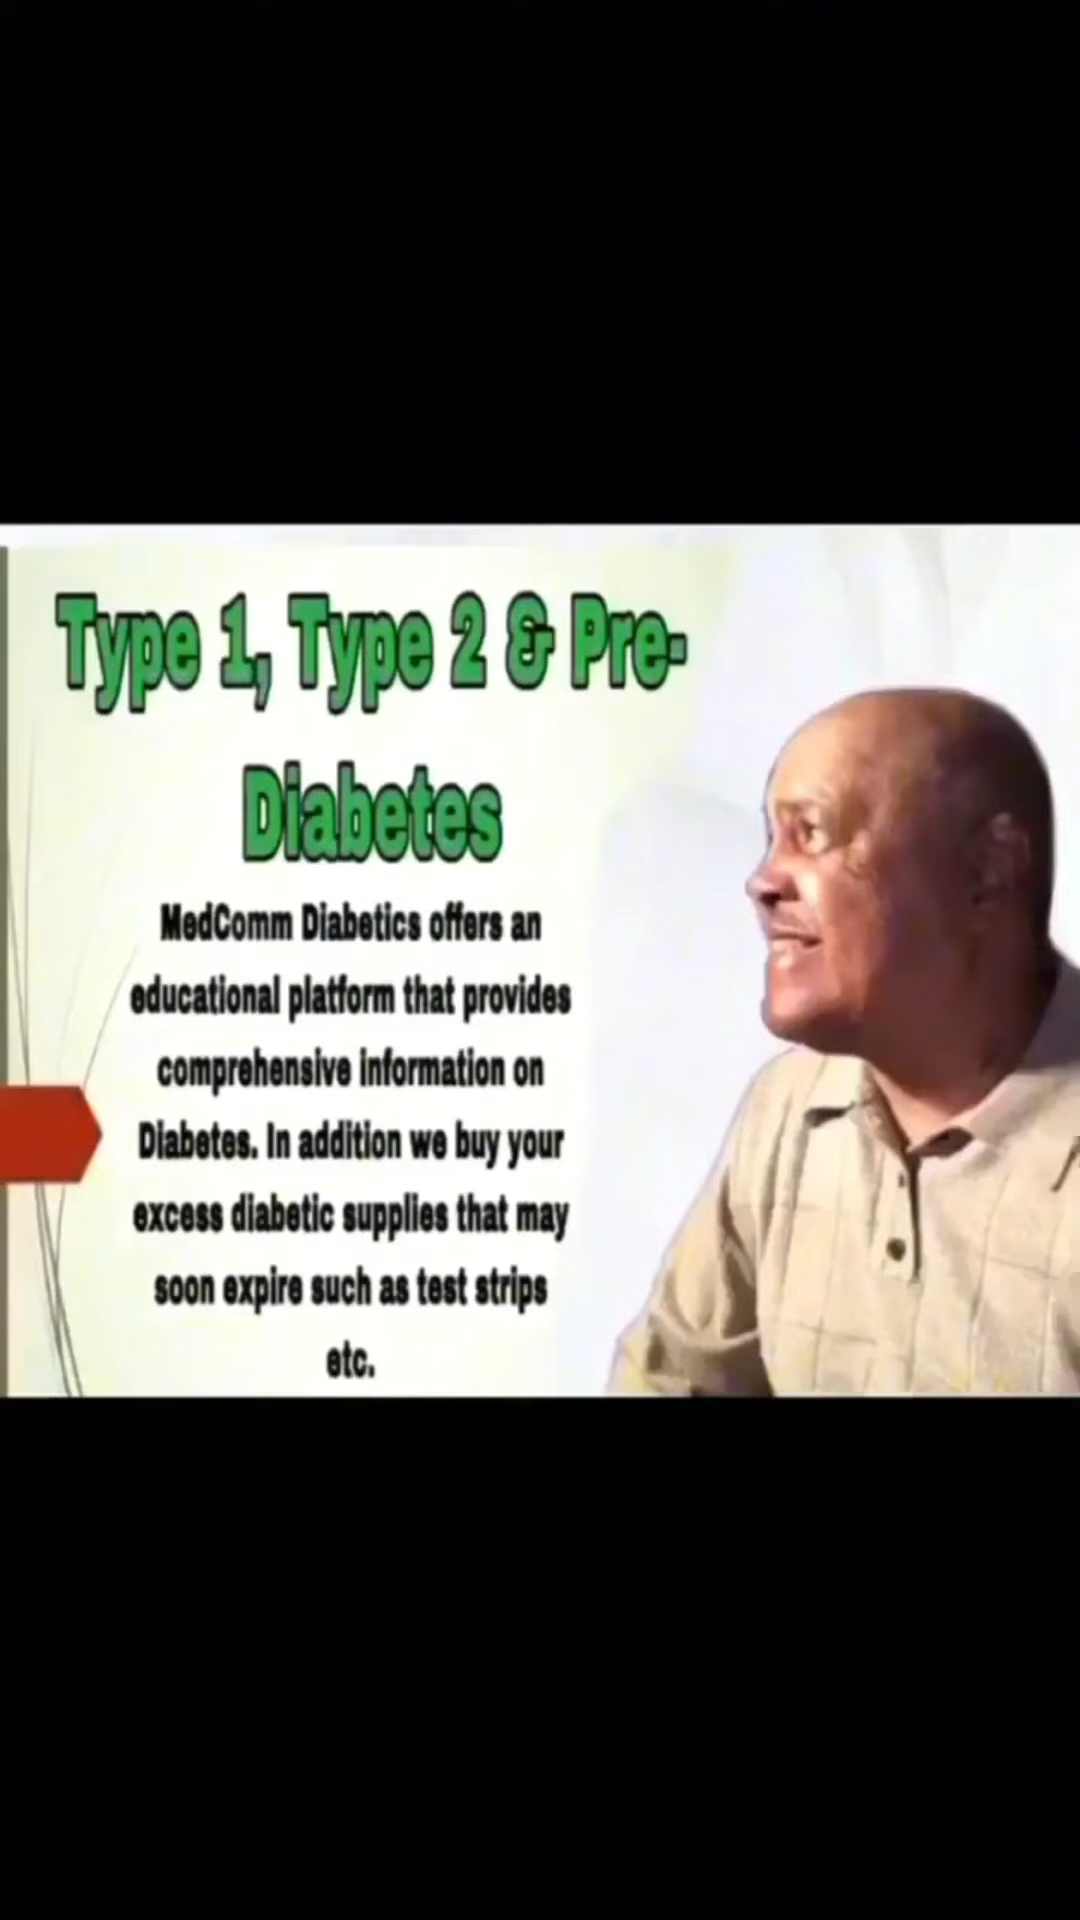 Type 1, Type 2 & Pre-
Diabetes
MedComm Diabetics offers an
educational platform that provides
comprehensive information on
Diabetes. In addition we buy your
excess diabetic supplies that may
soon expire such as test strips
etc.